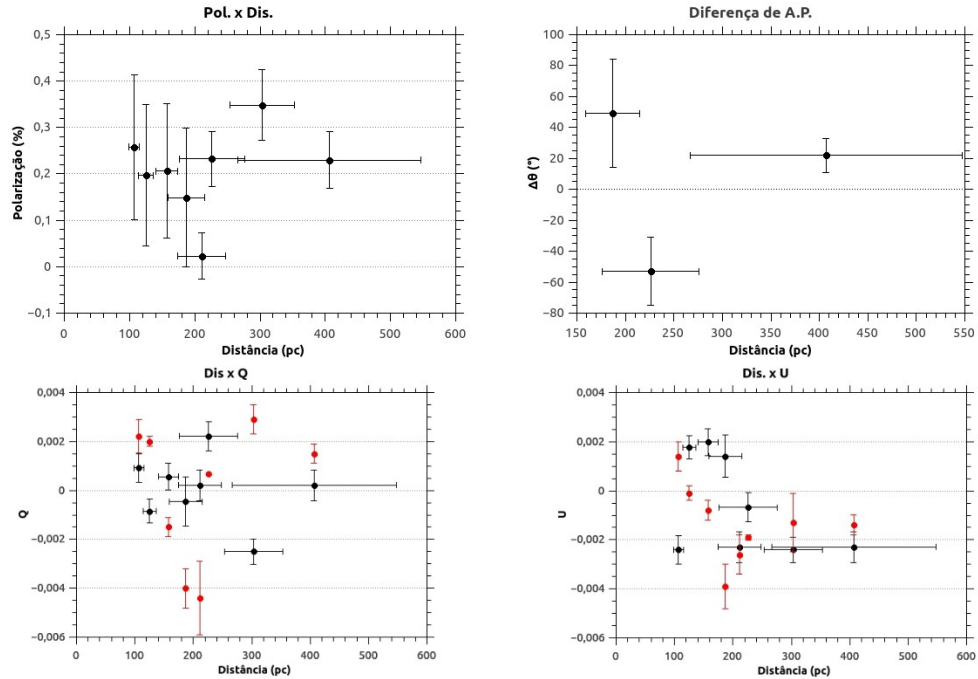 Pol. x Dis.
0,5
0,4
0,3
0,2
0,1
0
−0,1
Polarização (%)
0 100 200 300 400 500 600
Distância (pc)
Diferença de A.P.
100
80
60
40
20
0
−20
−40
−60
−80
Δθ (°)
150 200 250 300 350 400 450 500 550
Distância (pc)
Dis x Q
0,004
0,002
0
−0,002
−0,004
−0,006
Q
0 100 200 300 400 500 600
Distância (pc)
Dis. x U
0,004
0,002
0
−0,002
−0,004
−0,006
U
0 100 200 300 400 500 600
Distância (pc)